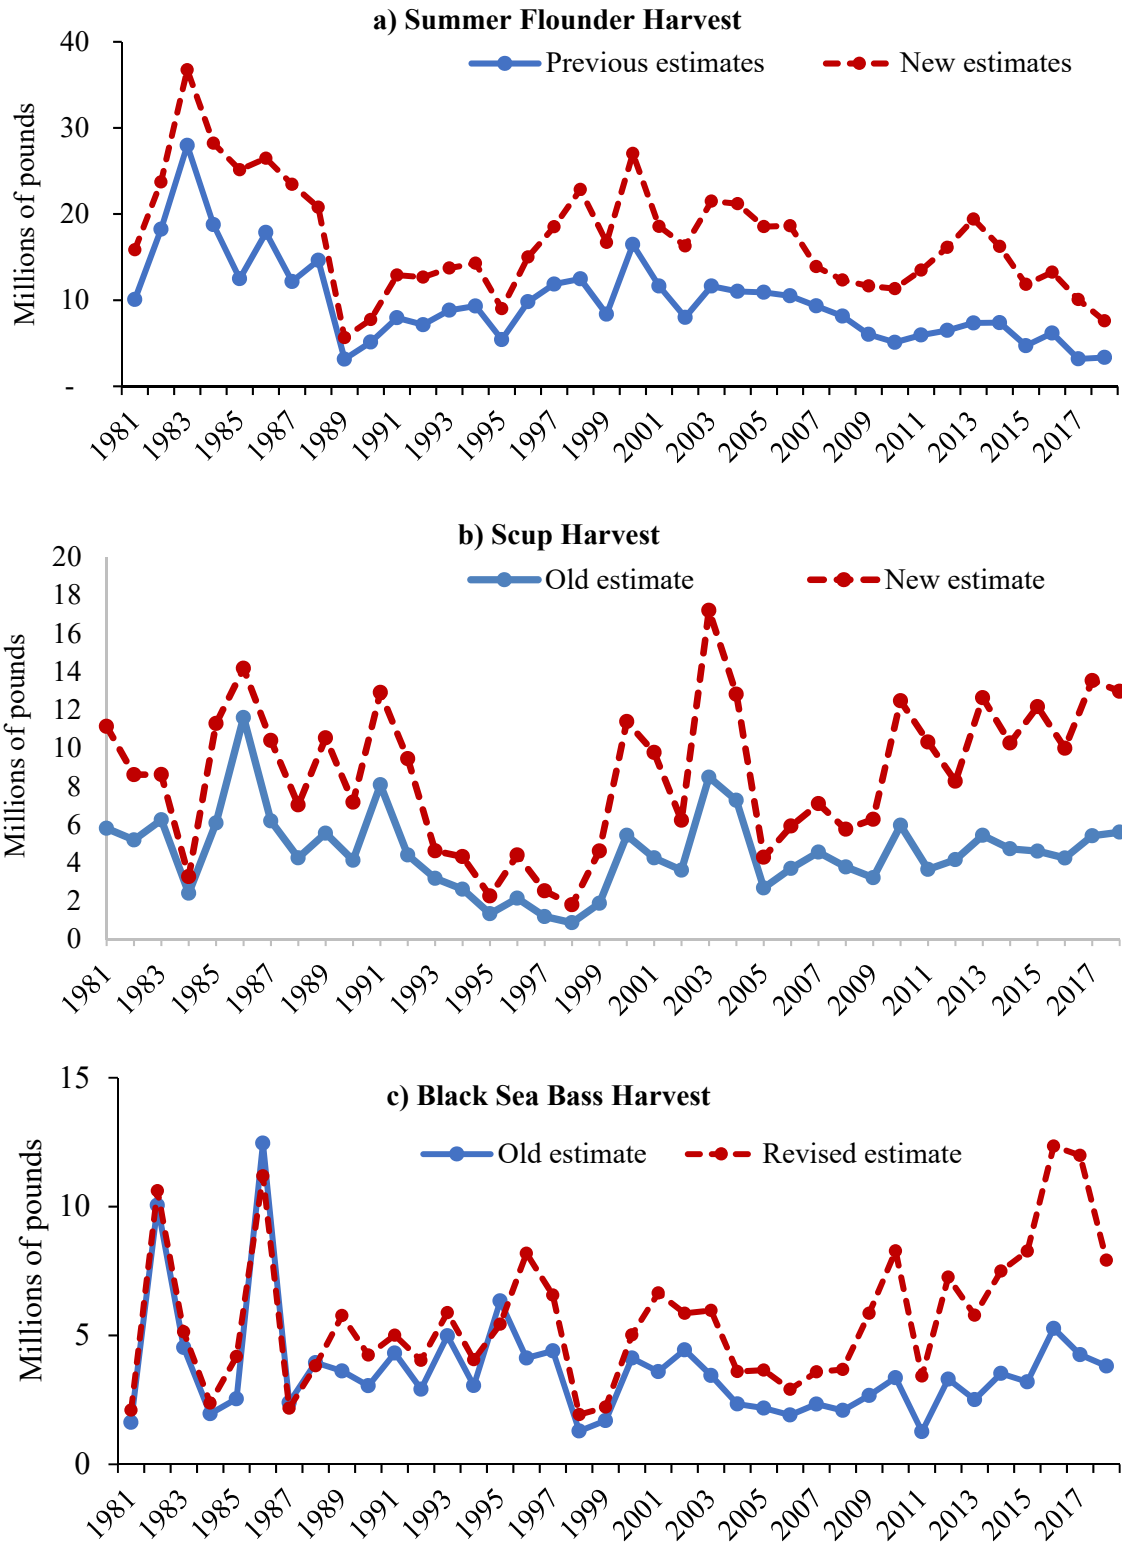 a) Summer Flounder Harvest
40
Previous estimates
New estimates
30
20
10
-
Millions of pounds
1981 1983 1985 1987 1989 1991 1993 1995 1997 1999 2001 2003 2005 2007 2009 2011 2013 2015 2017
b) Scup Harvest
20
Old estimate
New estimate
18
16
14
12
10
8
6
4
2
0
Millions of pounds
1981 1983 1985 1987 1989 1991 1993 1995 1997 1999 2001 2003 2005 2007 2009 2011 2013 2015 2017
15
c) Black Sea Bass Harvest
Old estimate
Revised estimate
10
5
0
Millions of pounds
1981 1983 1985 1987 1989 1991 1993 1995 1997 1999 2001 2003 2005 2007 2009 2011 2013 2015 2017